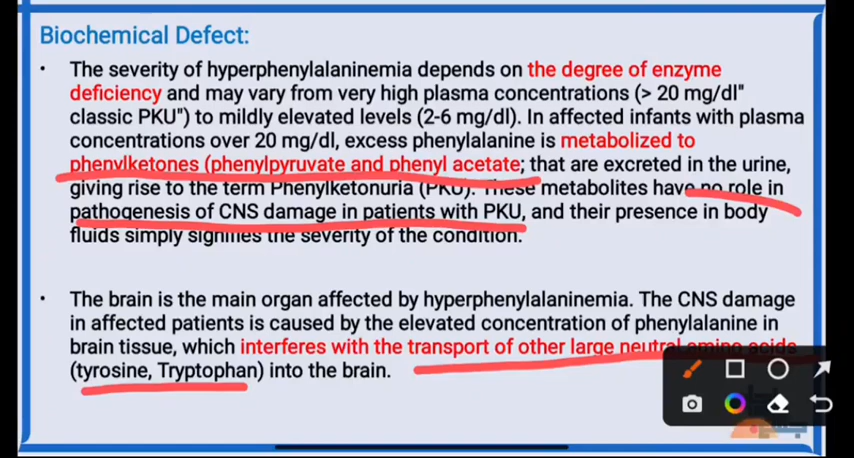 Biochemical Defect:
• The severity of hyperphenylalaninemia depends on the degree of enzyme
deficiency and may vary from very high plasma concentrations (> 20 mg/dl"
classic PKU") to mildly elevated levels (2-6 mg/dl). In affected infants with plasma
concentrations over 20 mg/dl, excess phenylalanine is metabolized to
phenylketones (phenylpyruvate and phenyl acetate; that are excreted in the urine,
giving rise to the term Phenylketonuria (PKU). These metabolites have no role in
pathogenesis of CNS damage in patients with PKU, and their presence in body
fluids simply signifies the severity of the condition.
• The brain is the main organ affected by hyperphenylalaninemia. The CNS damage
in affected patients is caused by the elevated concentration of phenylalanine in
brain tissue, which interferes with the transport of other large neutral amino acids
(tyrosine, Tryptophan) into the brain.